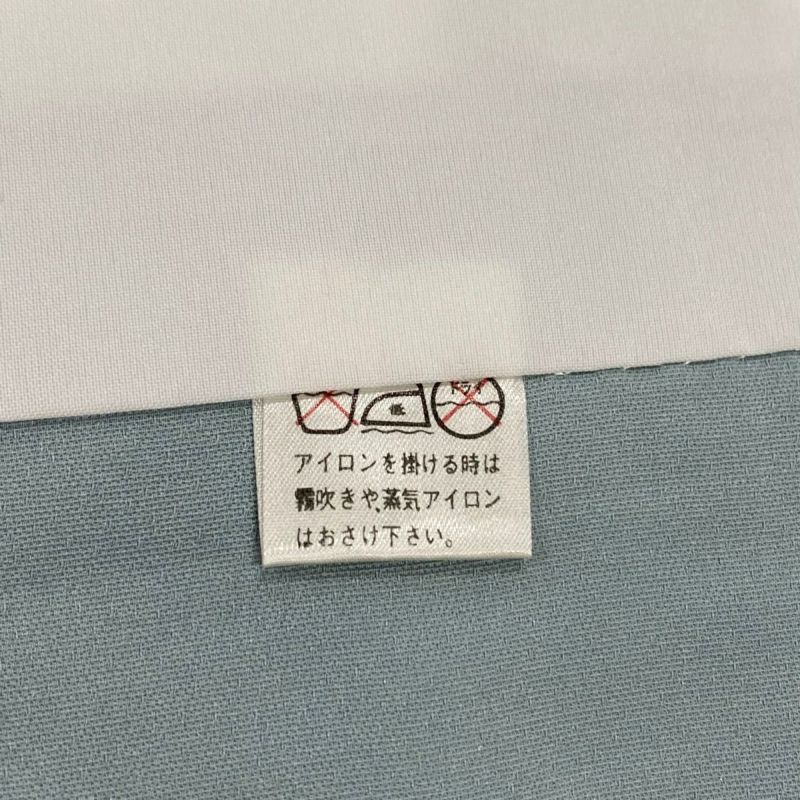 低
アイロンを掛ける時は
霧吹きや、蒸気アイロン
はおさけ下さい。